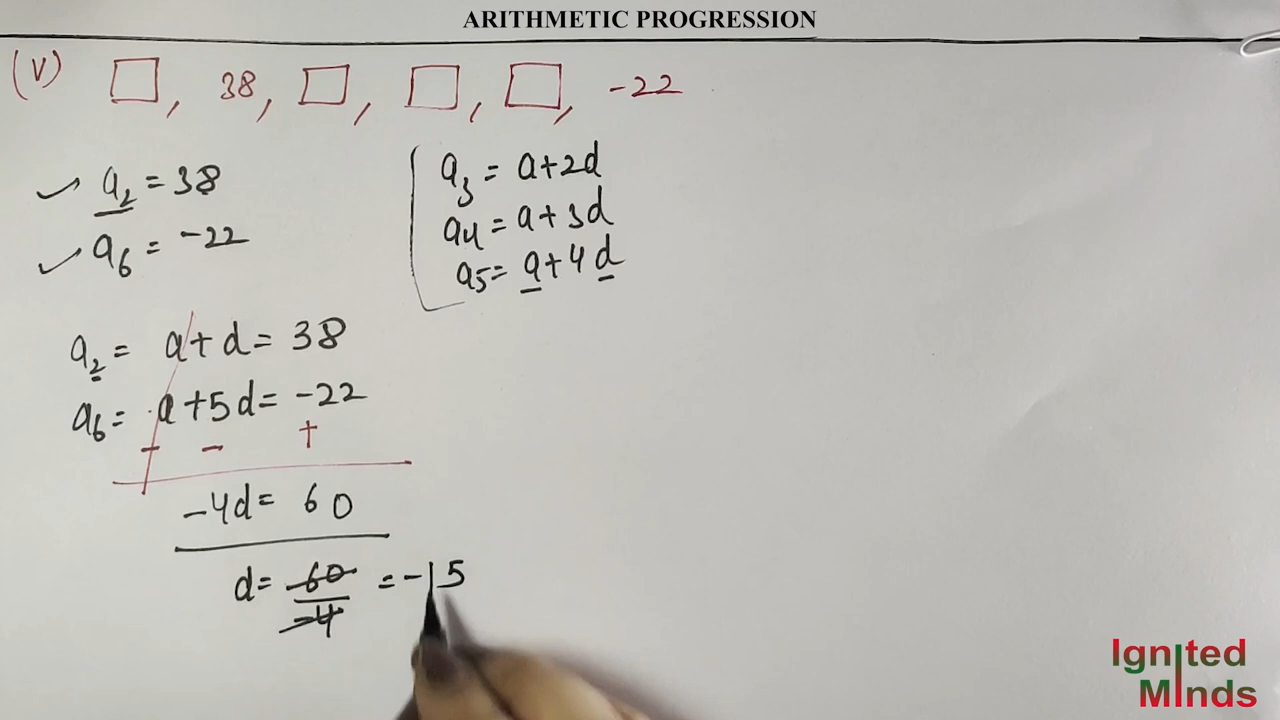 ARITHMETIC PROGRESSION
(v) □, 38, □, □, □, -22
a₂ = 38
a₆ = -22
a₃ = a+2d
a₄ = a+3d
a₅ = a+4d
a₂ = a+d = 38
a₆ = a+5d = -22
- - +
-4d = 60
d = 60/-4 = -15
Ignited
Minds